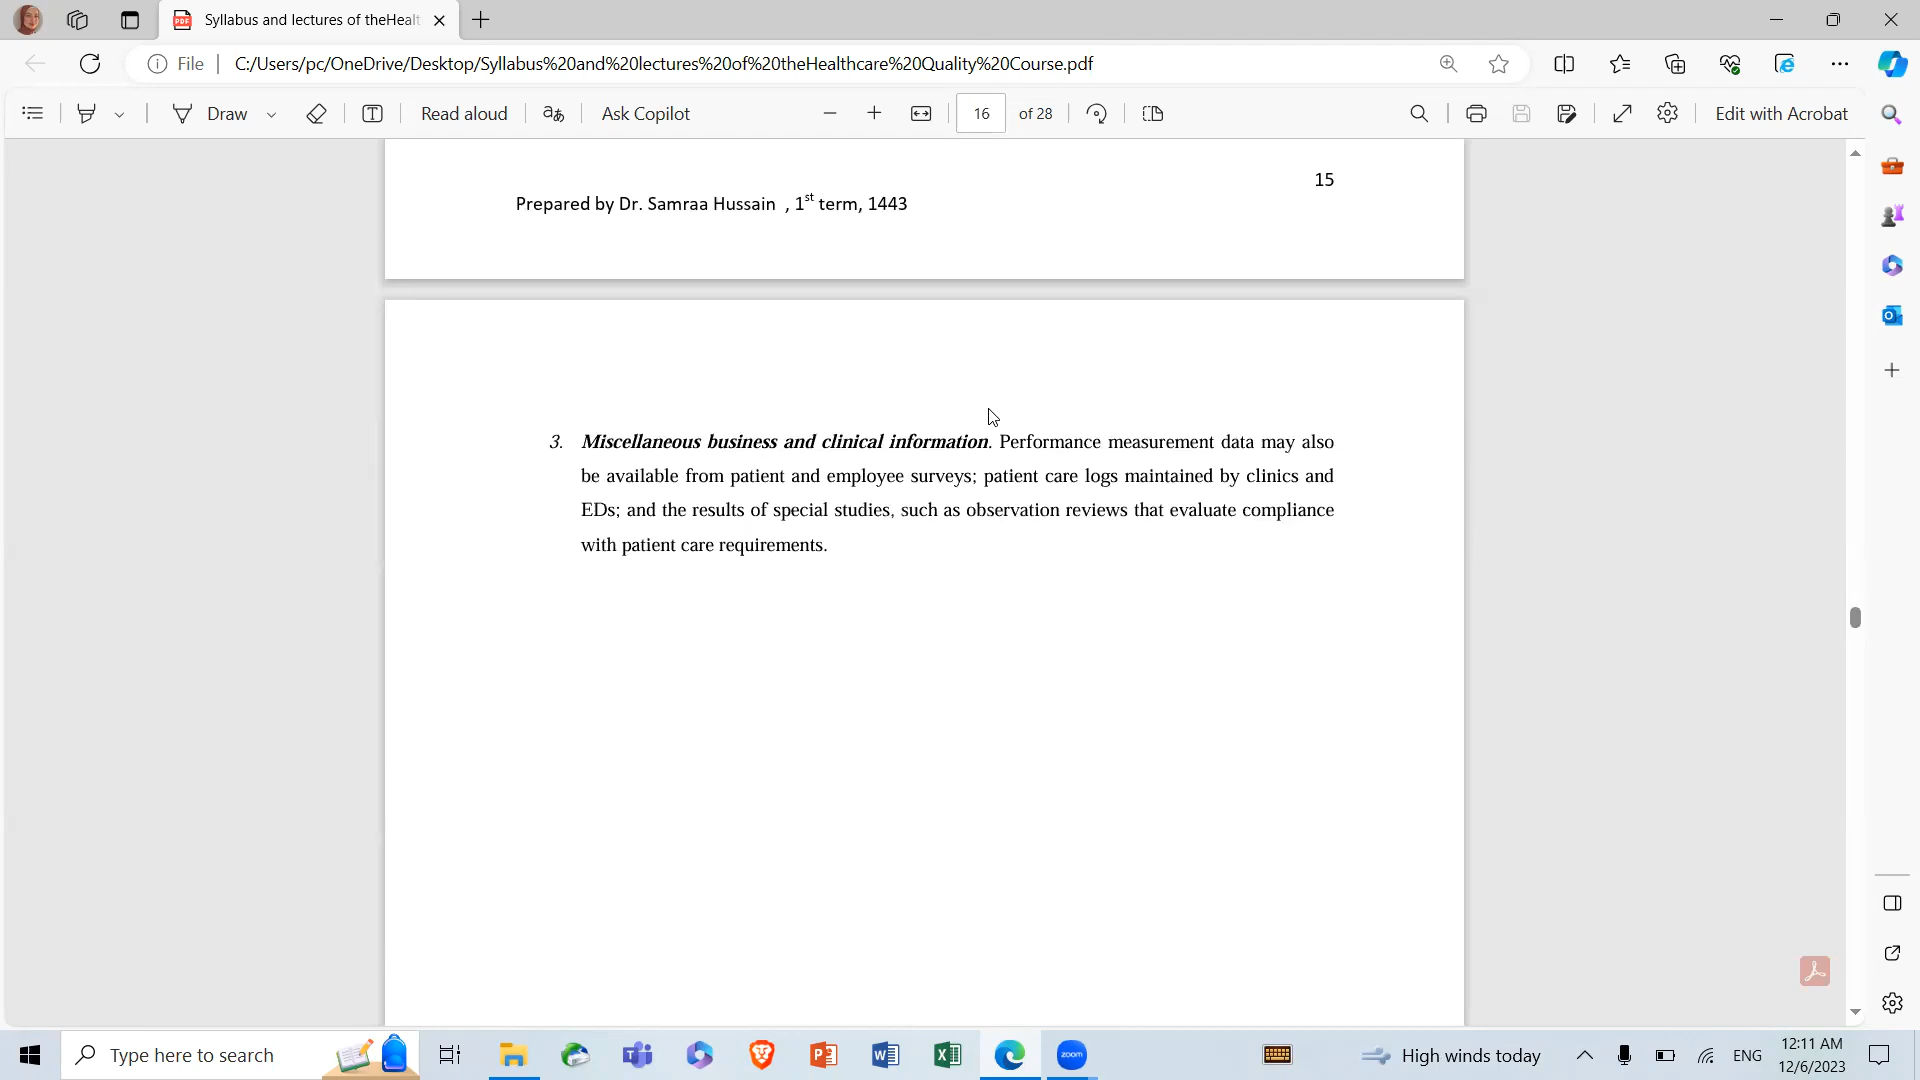 Syllabus and lectures of theHealt
File
C:/Users/pc/OneDrive/Desktop/Syllabus%20and%20lectures%20of%20theHealthcare%20Quality%20Course.pdf
Draw
Read aloud
aあ
Ask Copilot
16 of 28
Edit with Acrobat
15
Prepared by Dr. Samraa Hussain , 1st term, 1443
3. Miscellaneous business and clinical information. Performance measurement data may also
be available from patient and employee surveys; patient care logs maintained by clinics and
EDs; and the results of special studies, such as observation reviews that evaluate compliance
with patient care requirements.
Type here to search
zoom
High winds today
ENG
12:11 AM
12/6/2023